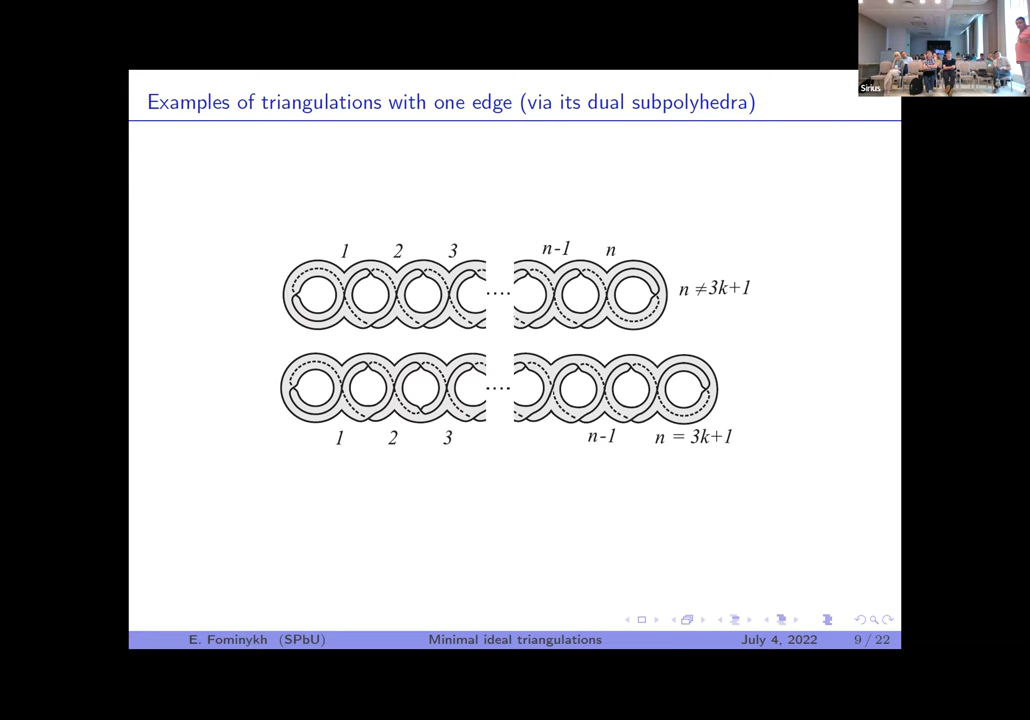 Sirius
Examples of triangulations with one edge (via its dual subpolyhedra)
1 2 3 n-1 n
n ≠3k+1
1 2 3 n-1 n = 3k+1
E. Fominykh (SPbU) Minimal ideal triangulations July 4, 2022 9 / 22